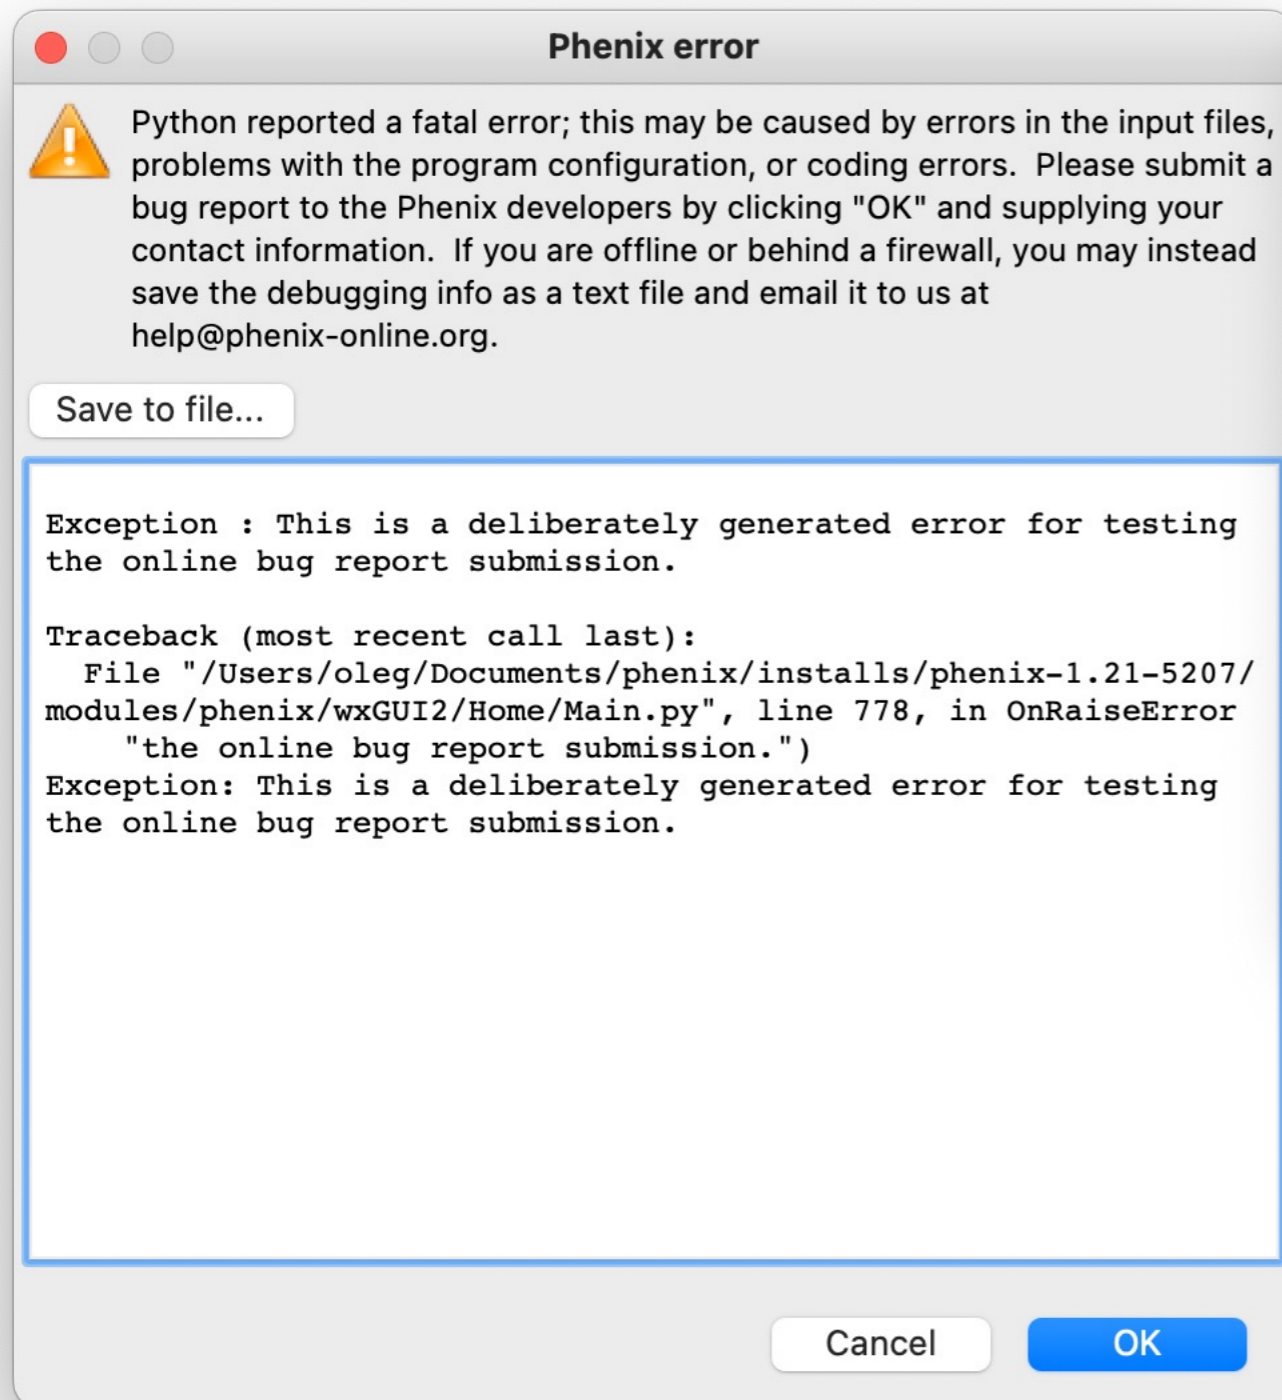 Phenix error
Python reported a fatal error; this may be caused by errors in the input files,
problems with the program configuration, or coding errors.  Please submit a
bug report to the Phenix developers by clicking "OK" and supplying your
contact information.  If you are offline or behind a firewall, you may instead
save the debugging info as a text file and email it to us at
help@phenix-online.org.
Save to file...
Exception : This is a deliberately generated error for testing
the online bug report submission.
Traceback (most recent call last):
  File "/Users/oleg/Documents/phenix/installs/phenix-1.21-5207/
modules/phenix/wxGUI2/Home/Main.py", line 778, in OnRaiseError
    "the online bug report submission.")
Exception: This is a deliberately generated error for testing
the online bug report submission.
Cancel
OK